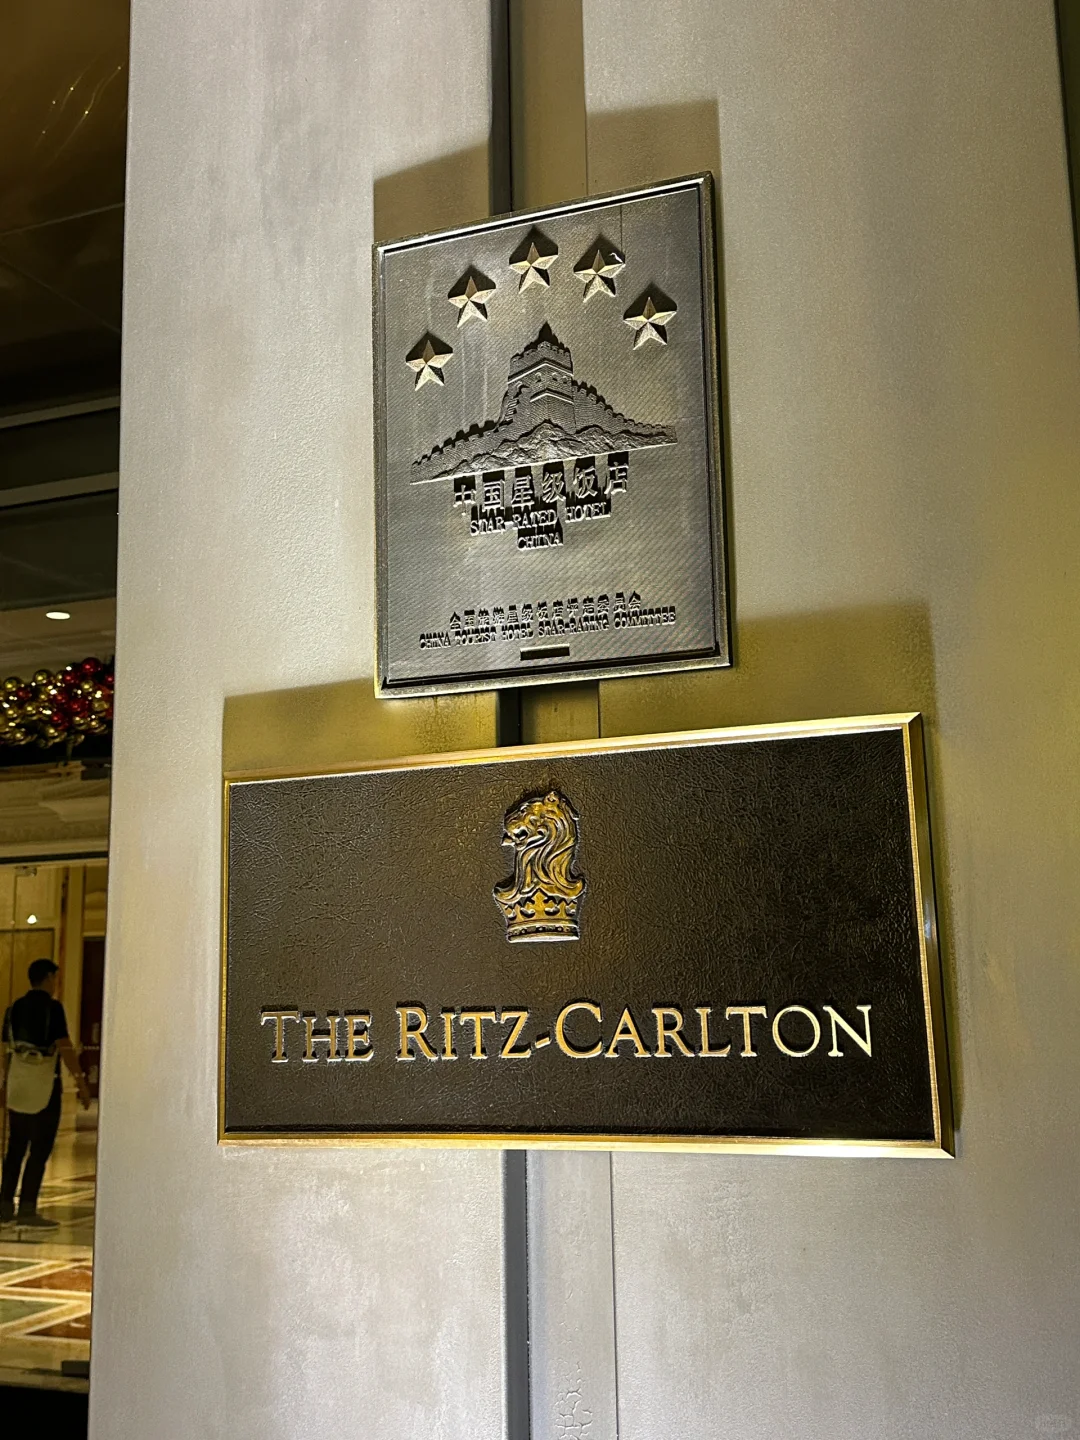 中国星级饭店
STAR-RATED HOTEL
CHINA
全国旅游星级饭店评定委员会
CHINA TOURIST HOTEL STAR-RATING COMMITTEE
THE RITZ-CARLTON